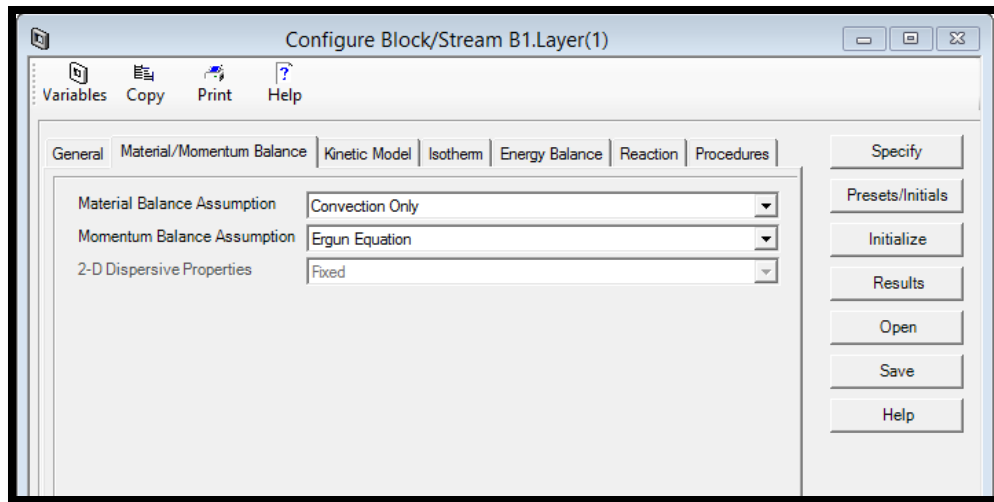 Configure Block/Stream B1.Layer(1)
Variables Copy Print Help
General Material/Momentum Balance Kinetic Model Isotherm Energy Balance Reaction Procedures
Specify
Material Balance Assumption Convection Only
Presets/Initials
Momentum Balance Assumption Ergun Equation
Initialize
2-D Dispersive Properties Fixed
Results
Open
Save
Help